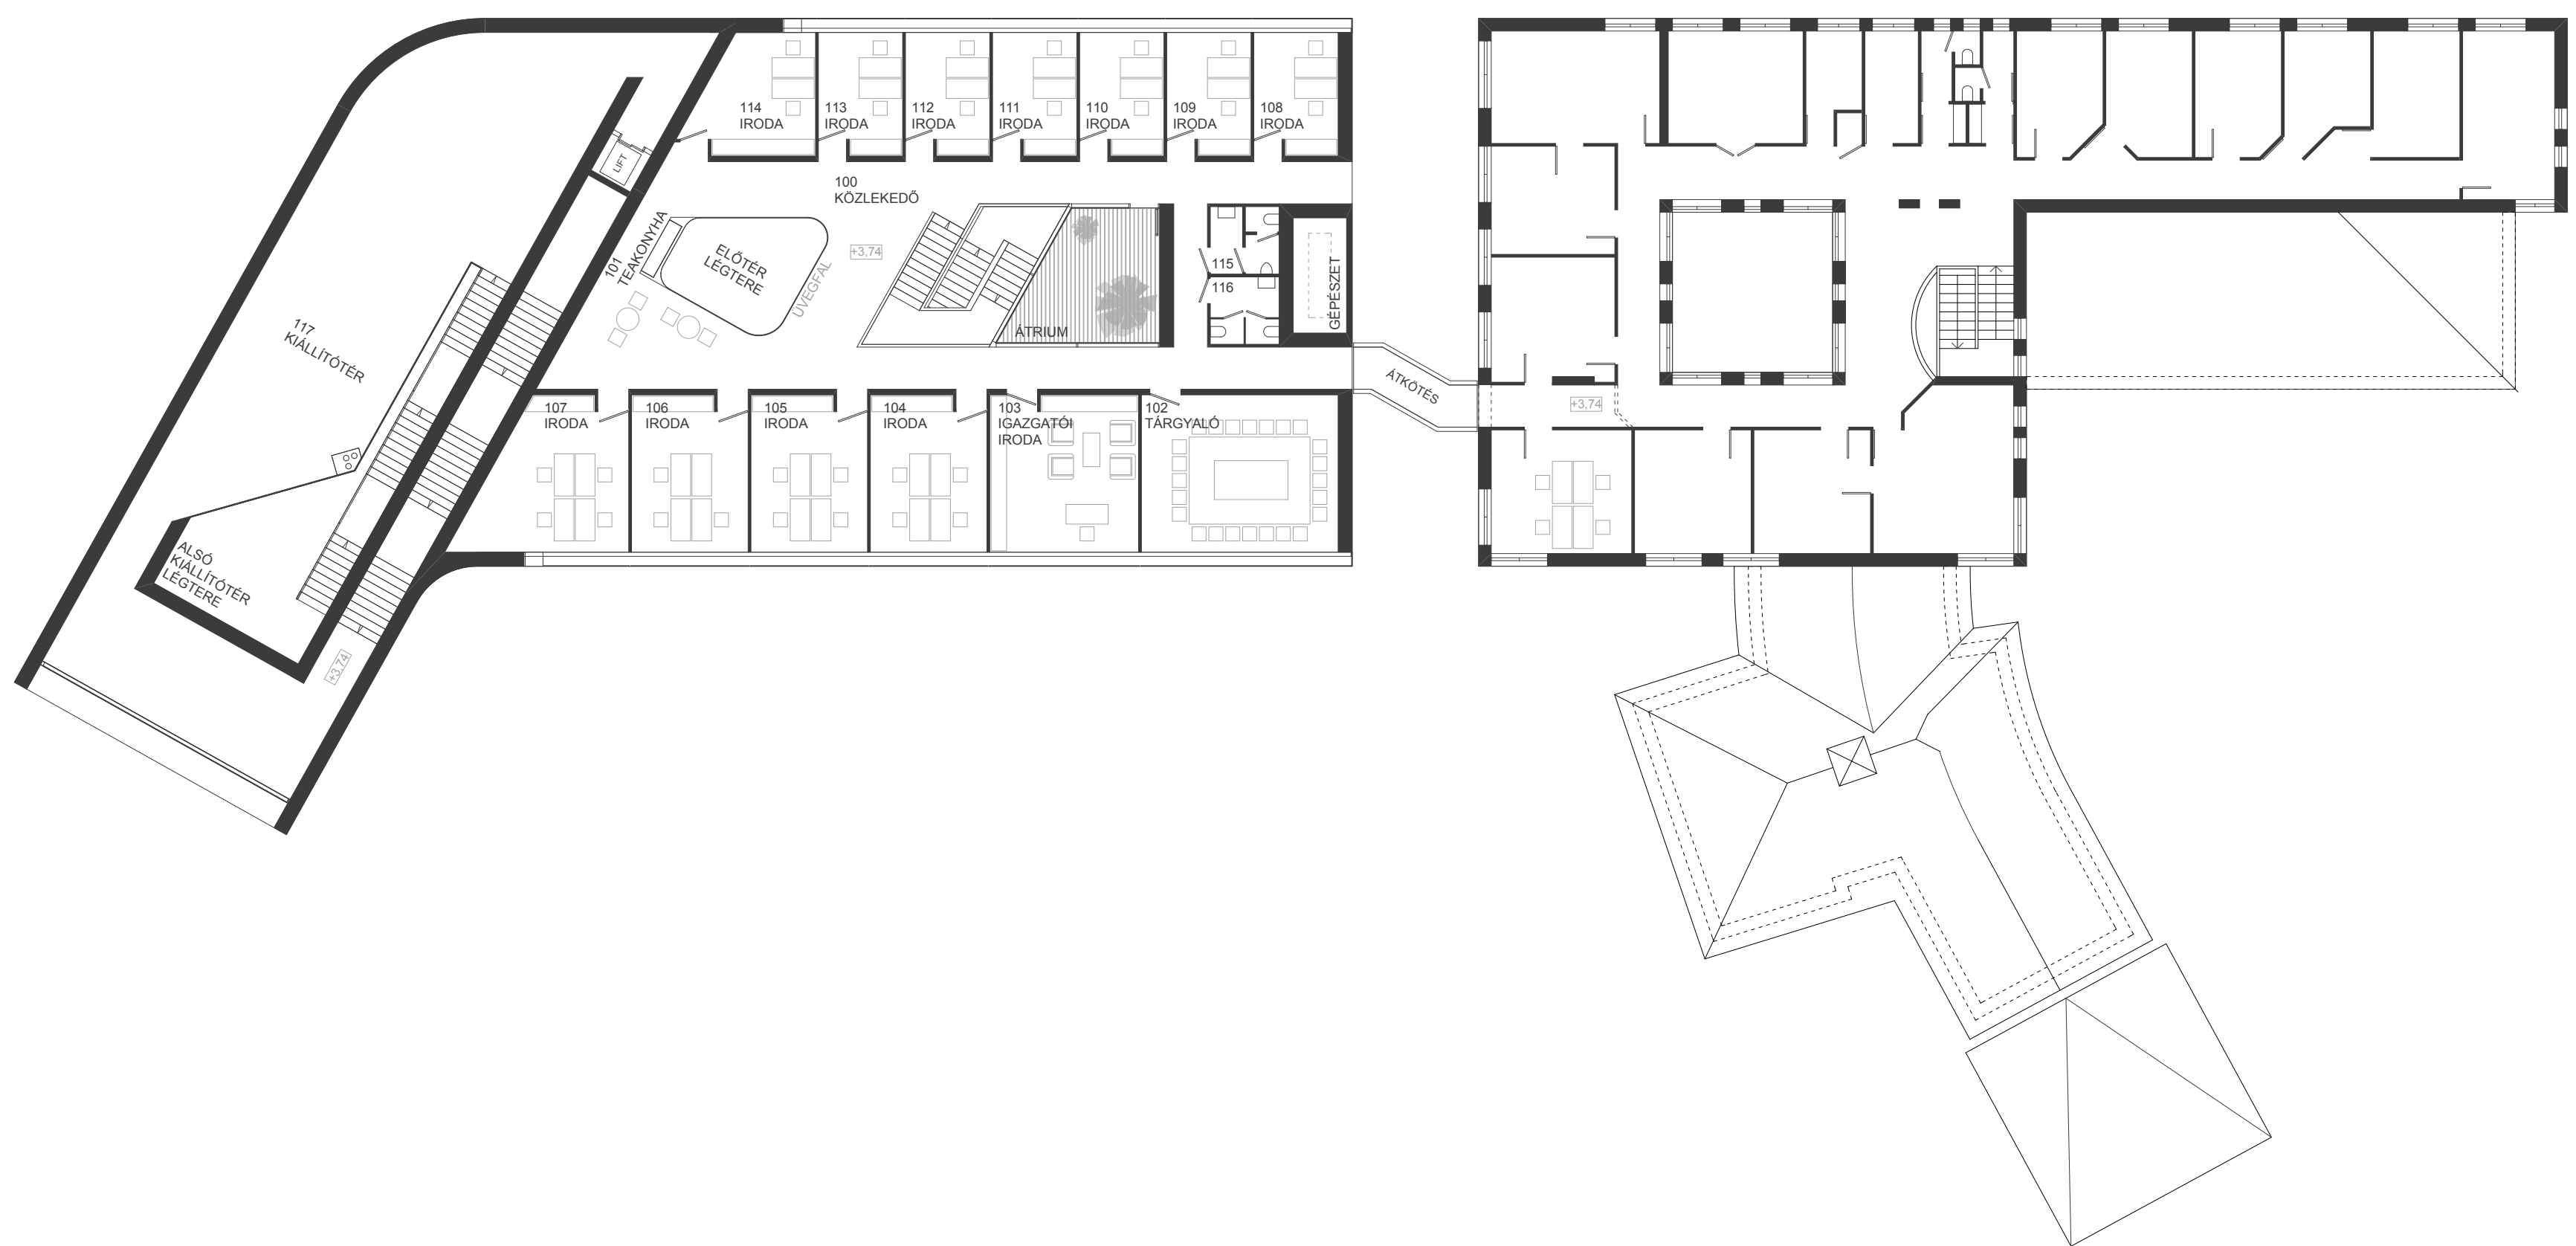 114
IRODA
113
IRODA
112
IRODA
111
IRODA
110
IRODA
109
IRODA
108
IRODA
LIFT
100
KÖZLEKEDŐ
101
TEAKONYHA
ELŐTÉR
LÉGTERE
ÜVEGFAL
+3,74
ÁTRIUM
115
116
GÉPÉSZET
117
KIÁLLÍTÓTÉR
ÁTKÖTÉS
+3,74
107
IRODA
106
IRODA
105
IRODA
104
IRODA
103
IGAZGATÓI
IRODA
102
TÁRGYALÓ
ALSÓ
KIÁLLÍTÓTÉR
LÉGTERE
+3,74